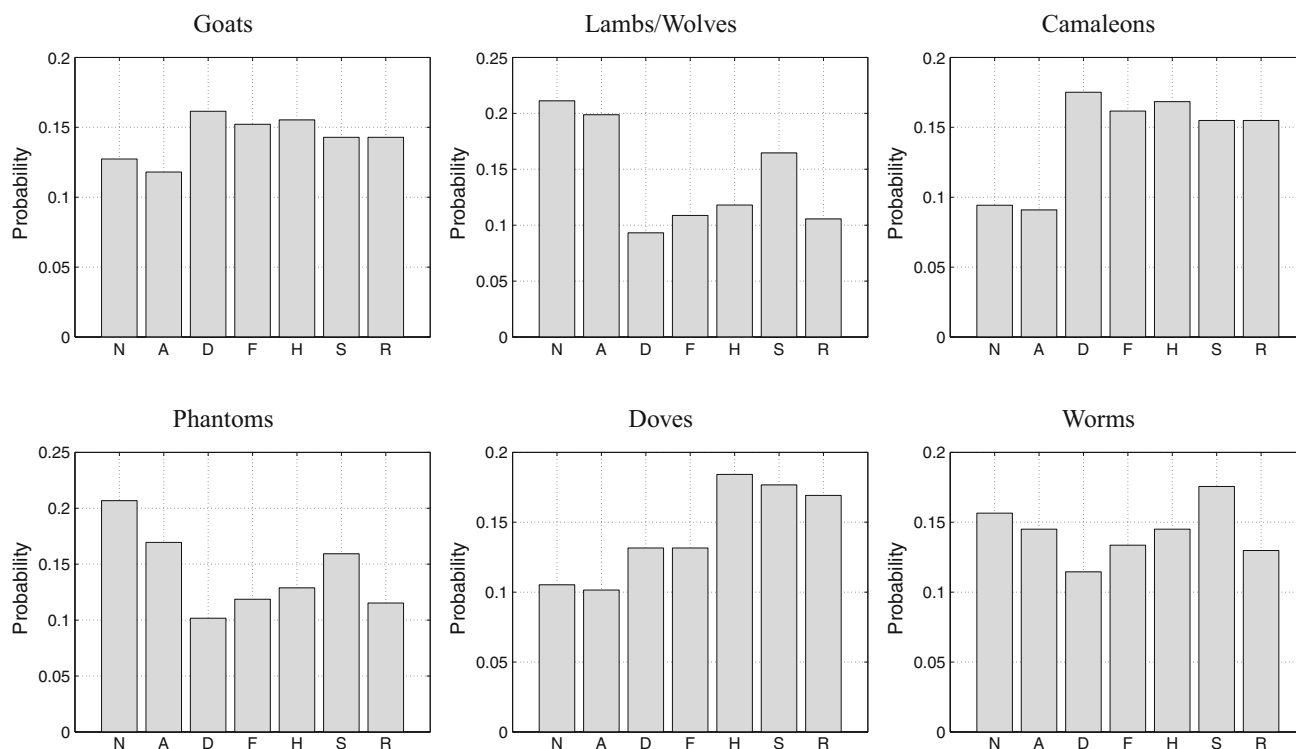 Goats
0.2
0.15
0.1
0.05
0
Probability
N A D F H S R
Lambs/Wolves
0.25
0.2
0.15
0.1
0.05
0
Probability
N A D F H S R
Camaleons
0.2
0.15
0.1
0.05
0
Probability
N A D F H S R
Phantoms
0.25
0.2
0.15
0.1
0.05
0
Probability
N A D F H S R
Doves
0.2
0.15
0.1
0.05
0
Probability
N A D F H S R
Worms
0.2
0.15
0.1
0.05
0
Probability
N A D F H S R